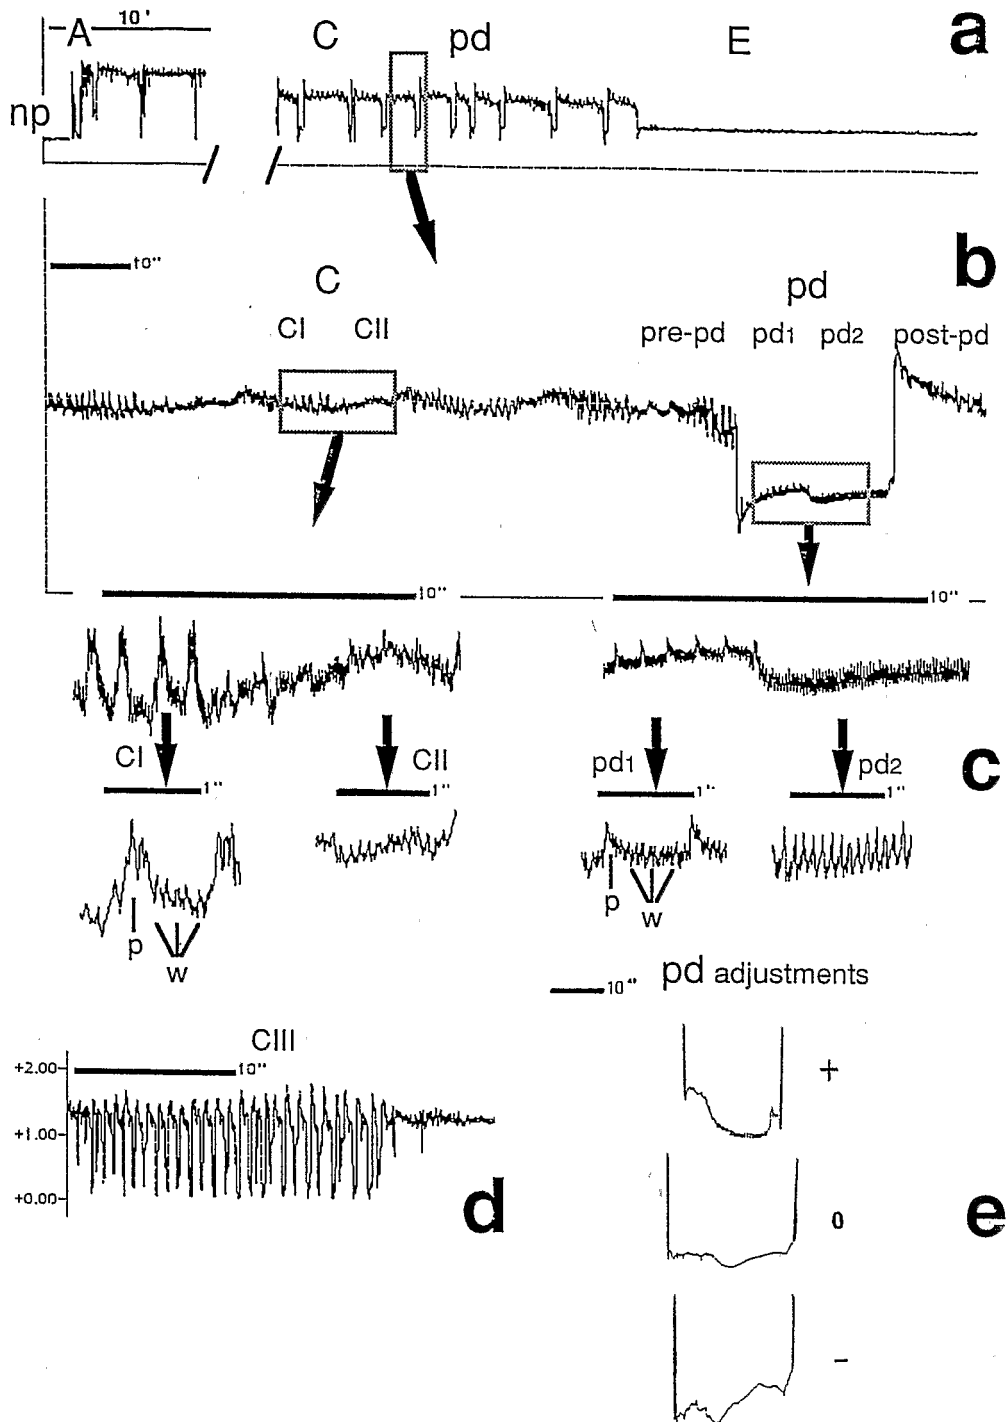 10' a
A C pd E
np
10" b
C pd
CI CII pre-pd pd1 pd2 post-pd
10" 10"
CI CII pd1 pd2 c
1" 1" 1" 1"
p w p w
10" pd adjustments
CIII
+2.00 10" +
+1.00
+0.00 d 0 e
–